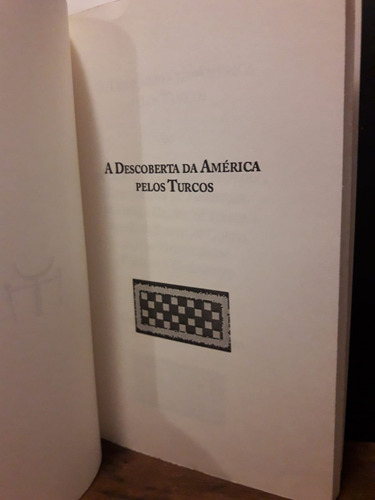 A DESCOBERTA DA AMÉRICA
PELOS TURCOS